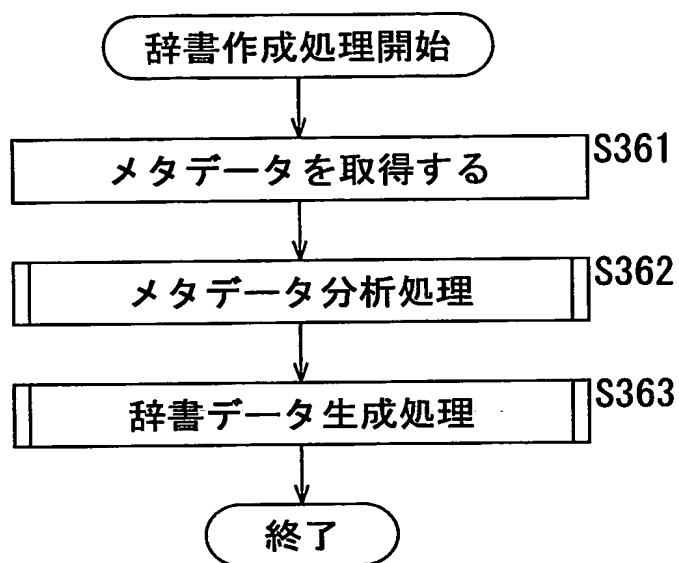 辞書作成処理開始
メタデータを取得する
S361
メタデータ分析処理
S362
辞書データ生成処理
S363
終了